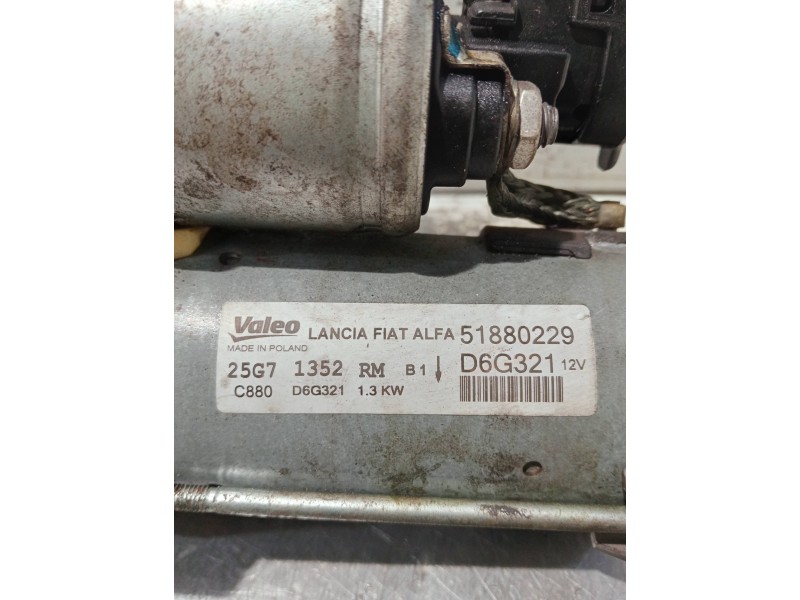 Valeo LANCIA FIAT ALFA 51880229
MADE IN POLAND
25G7 1352 RM B1 D6G321 12V
C880 D6G321 1.3 KW